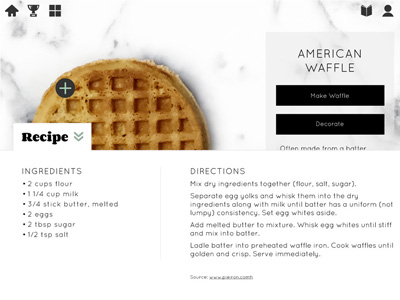 AMERICAN
WAFFLE
Make Waffle
Decorate
Often made from a batter
Recipe
INGREDIENTS
• 2 cups flour
• 1 1/4 cup milk
• 3/4 stick butter, melted
• 2 eggs
• 2 tbsp sugar
• 1/2 tsp salt
DIRECTIONS
Mix dry ingredients together (flour, salt, sugar).
Separate egg yolks and whisk them into the dry
ingredients along with milk until batter has a uniform (not
lumpy) consistency. Set egg whites aside.
Add melted butter to mixture. Whisk egg whites until stiff
and mix into batter.
Ladle batter into preheated waffle iron. Cook waffles until
golden and crisp. Serve immediately.
Source: